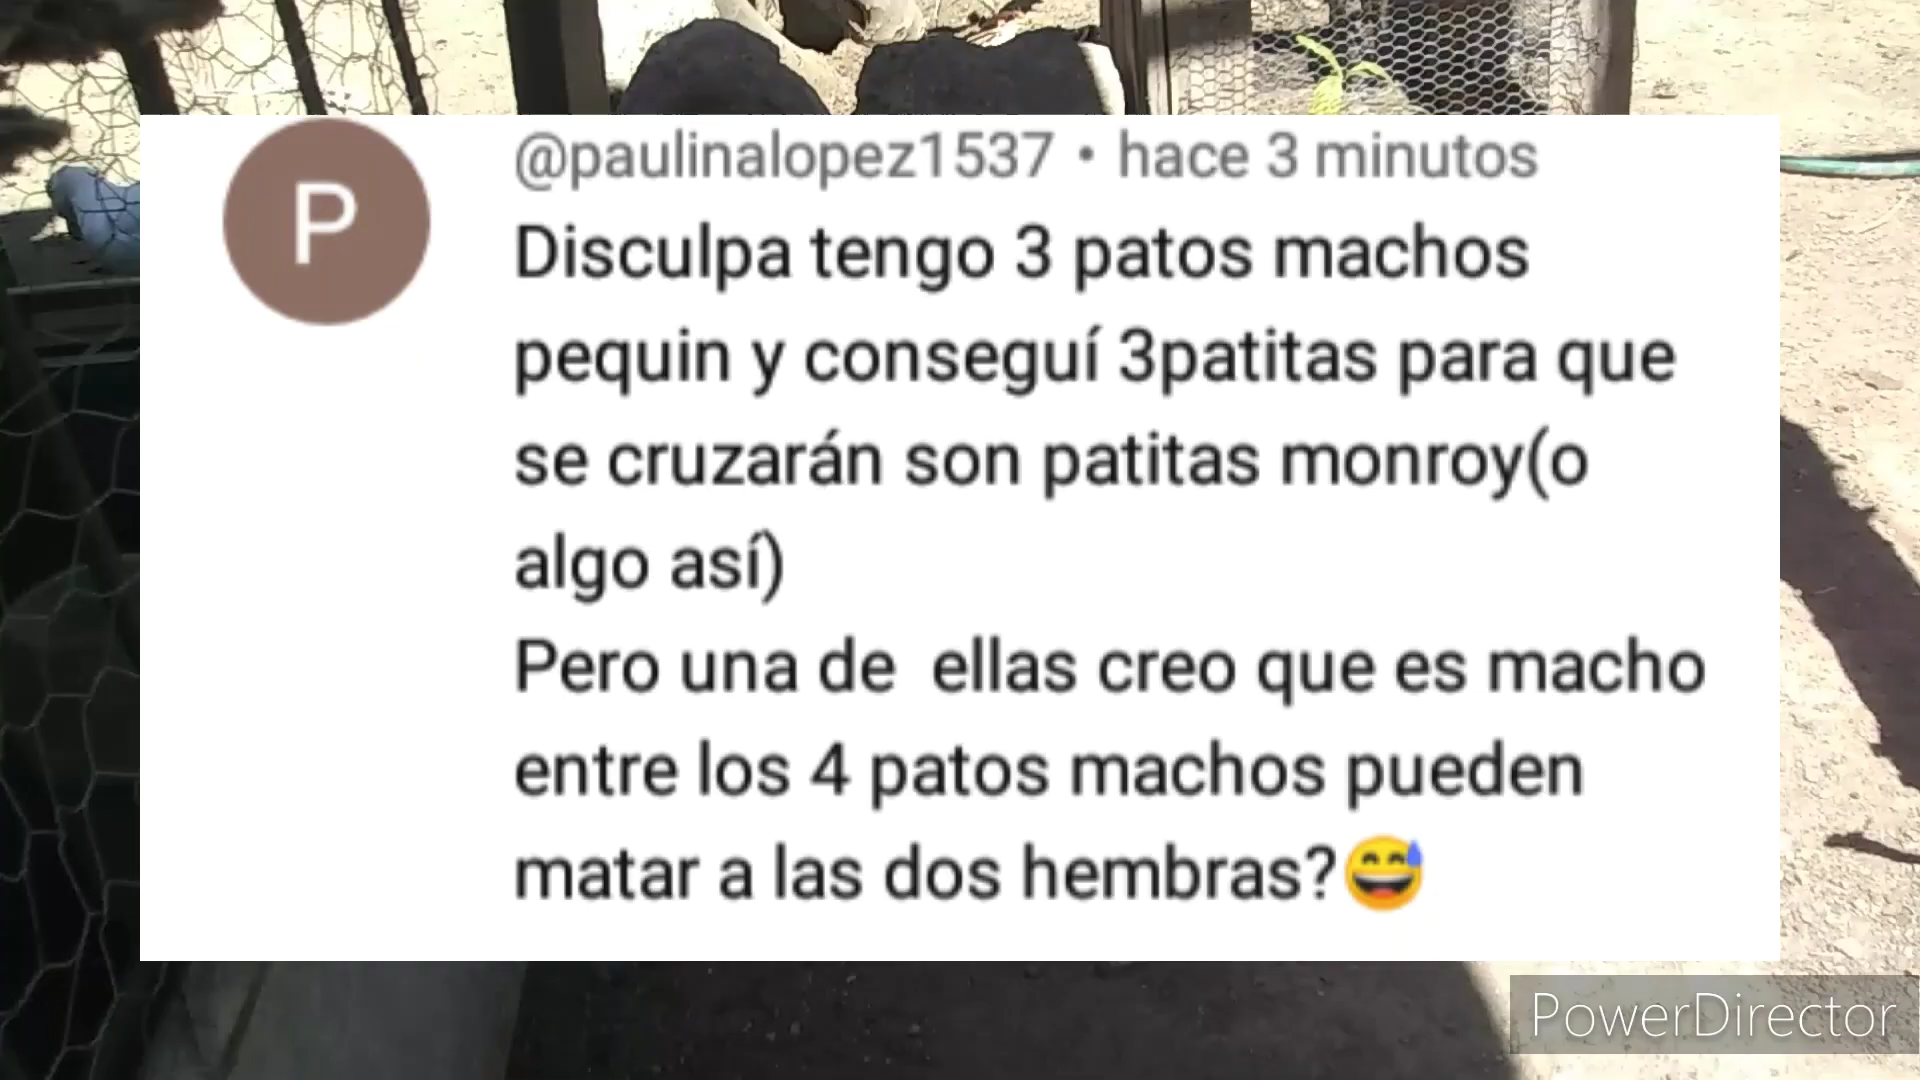 P
@paulinalopez1537 • hace 3 minutos
Disculpa tengo 3 patos machos
pequin y conseguí 3patitas para que
se cruzarán son patitas monroy(o
algo así)
Pero una de  ellas creo que es macho
entre los 4 patos machos pueden
matar a las dos hembras?😅
PowerDirector